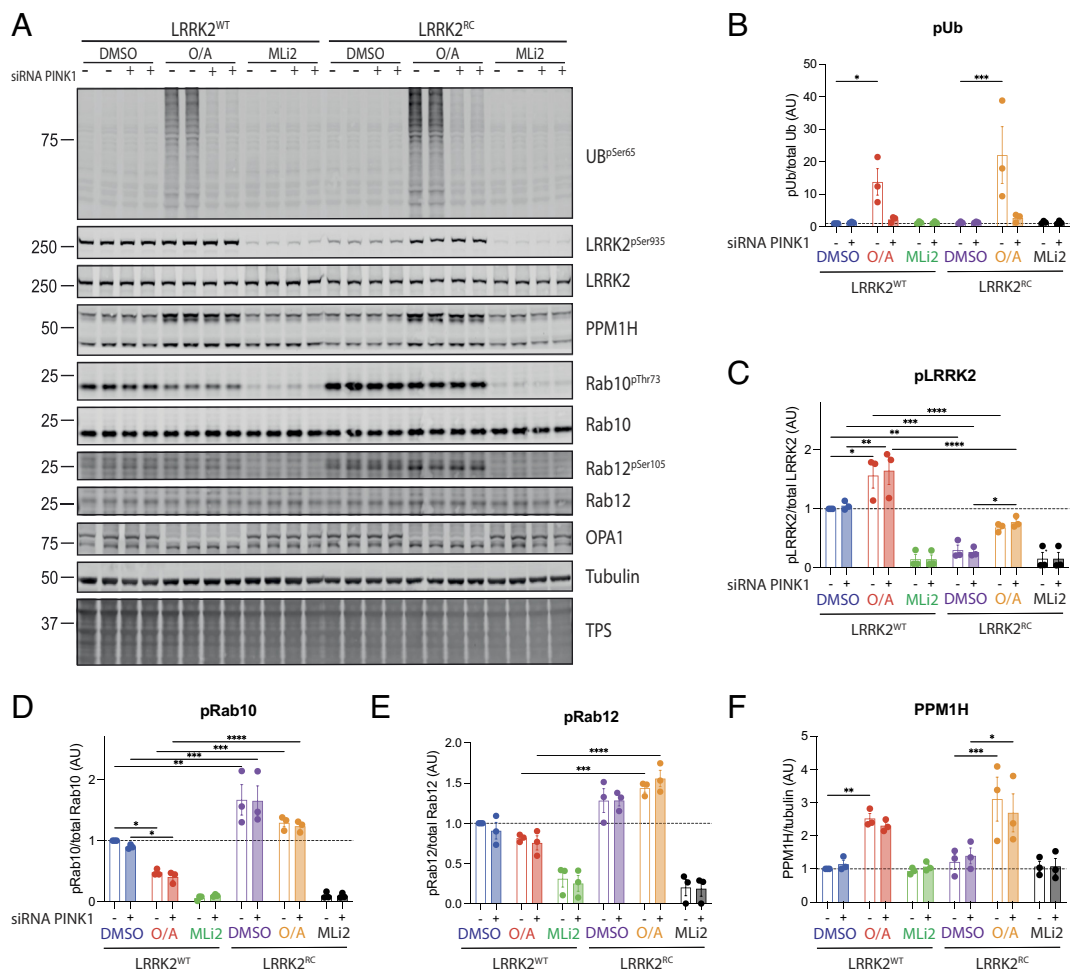 A
LRRK2WT LRRK2RC
DMSO O/A MLi2 DMSO O/A MLi2
siRNA PINK1 - - + + - - + + - - + + - - + + - - + + - - + +
75 UBpSer65
250 LRRK2pSer935
250 LRRK2
50 PPM1H
25 Rab10pThr73
25 Rab10
25 Rab12pSer105
25 Rab12
75 OPA1
50 Tubulin
37 TPS
B
pUb
pUb/total Ub (AU)
50
40
30
20
10
0
* ***
siRNA PINK1 - + - + - + - + - + - +
DMSO O/A MLi2 DMSO O/A MLi2
LRRK2WT LRRK2RC
C
pLRRK2
pLRRK2/total LRRK2 (AU)
2
1
0
****
***
**
** ****
* *
siRNA PINK1 - + - + - + - + - + - +
DMSO O/A MLi2 DMSO O/A MLi2
LRRK2WT LRRK2RC
D
pRab10
pRab10/total Rab10 (AU)
2
1
0
****
***
***
**
*
*
siRNA PINK1 - + - + - + - + - + - +
DMSO O/A MLi2 DMSO O/A MLi2
LRRK2WT LRRK2RC
E
pRab12
pRab12/total Rab12 (AU)
2.0
1.5
1.0
0.5
0.0
****
***
- + - + - + - + - + - +
DMSO O/A MLi2 DMSO O/A MLi2
LRRK2WT LRRK2RC
F
PPM1H
PPM1H/tubulin (AU)
5
4
3
2
1
0
*
***
**
siRNA PINK1 - + - + - + - + - + - +
DMSO O/A MLi2 DMSO O/A MLi2
LRRK2WT LRRK2RC